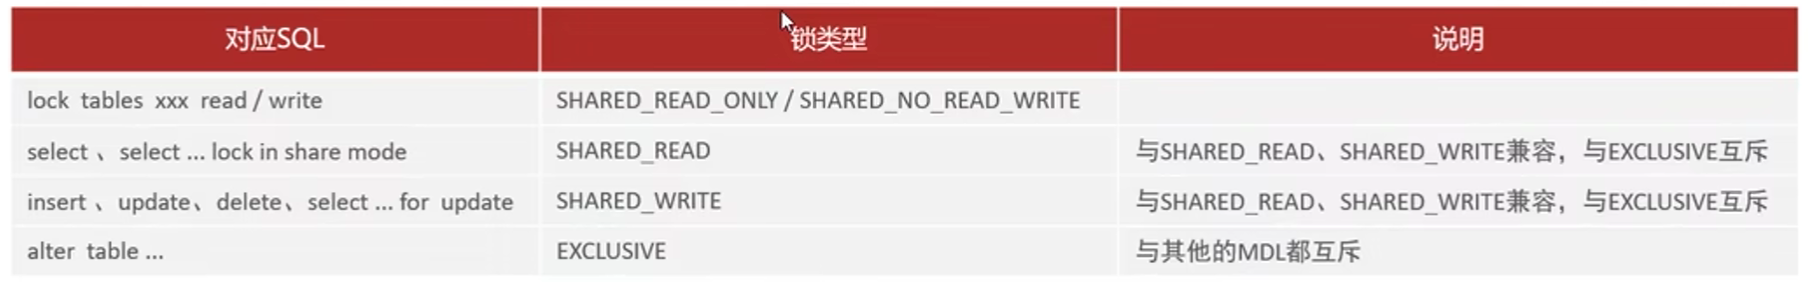 对应SQL 锁类型 说明
lock tables xxx read / write SHARED_READ_ONLY / SHARED_NO_READ_WRITE
select 、select ... lock in share mode SHARED_READ 与SHARED_READ、SHARED_WRITE兼容，与EXCLUSIVE互斥
insert 、update、delete、select ... for update SHARED_WRITE 与SHARED_READ、SHARED_WRITE兼容，与EXCLUSIVE互斥
alter table ... EXCLUSIVE 与其他的MDL都互斥